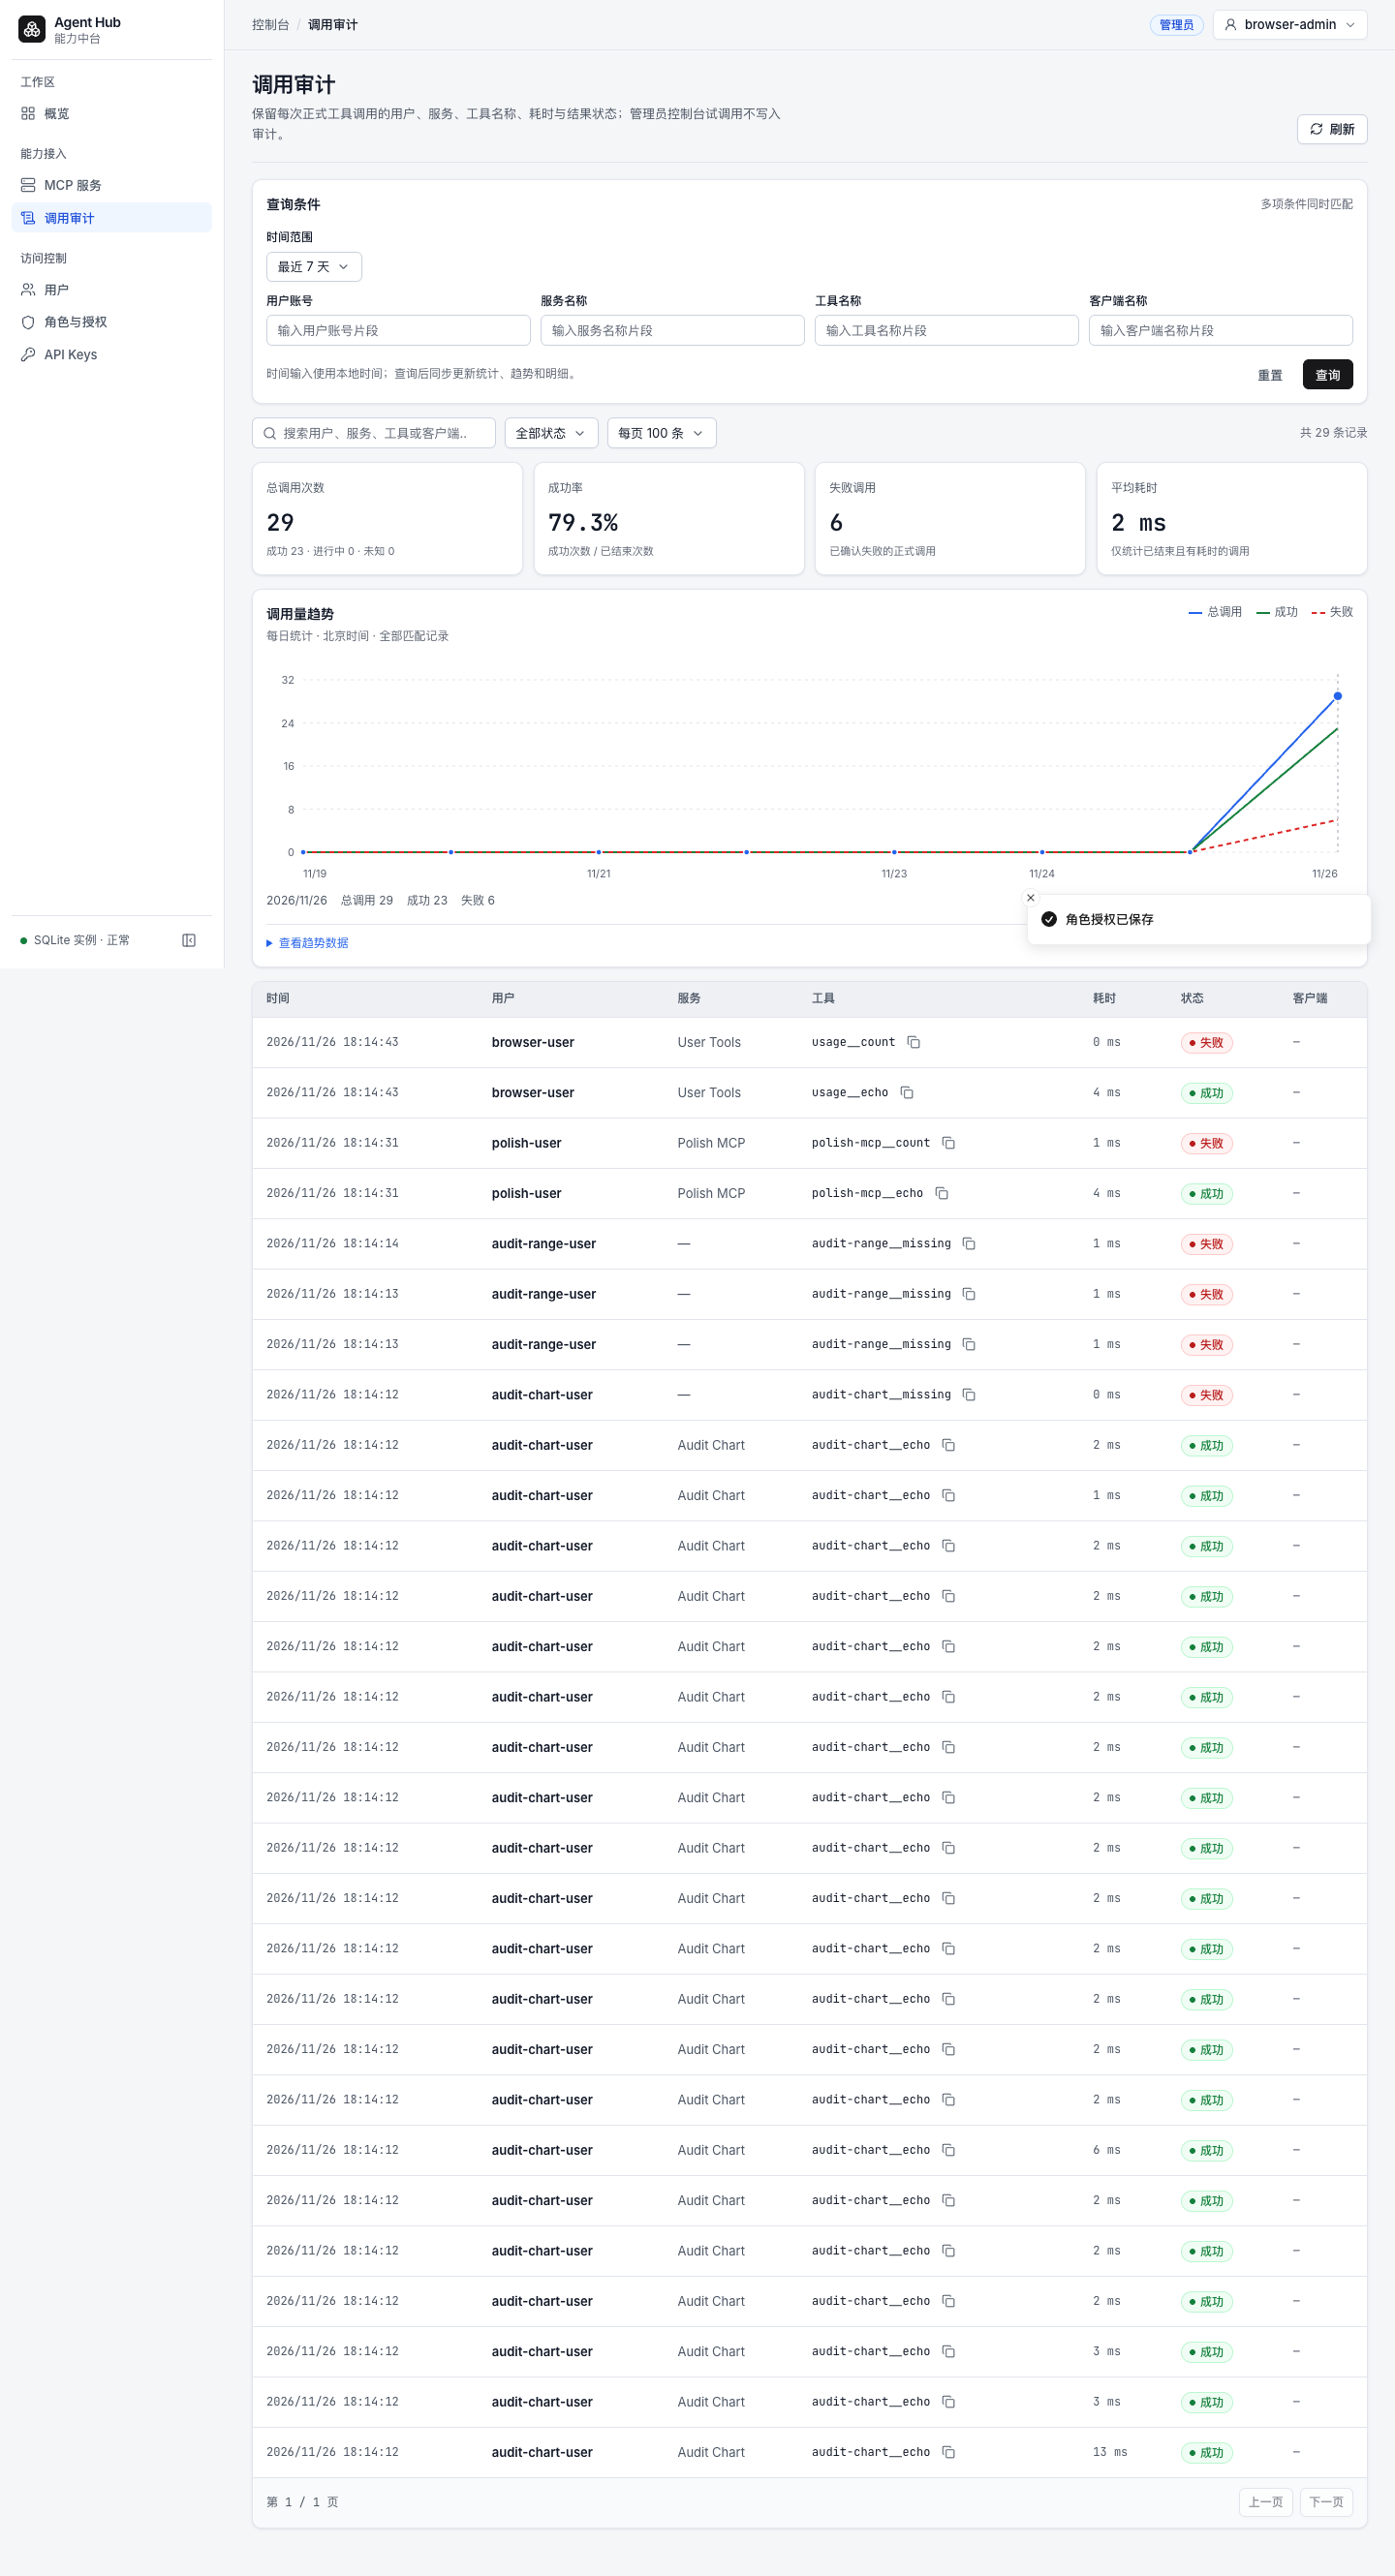 Agent Hub
能力中台
工作区
概览
能力接入
MCP 服务
调用审计
访问控制
用户
角色与授权
API Keys
SQLite 实例 · 正常
控制台 / 调用审计
管理员
browser-admin
调用审计
保留每次正式工具调用的用户、服务、工具名称、耗时与结果状态；管理员控制台试调用不写入
审计。
刷新
查询条件
多项条件同时匹配
时间范围
最近 7 天
用户账号 服务名称 工具名称 客户端名称
输入用户账号片段 输入服务名称片段 输入工具名称片段 输入客户端名称片段
时间输入使用本地时间；查询后同步更新统计、趋势和明细。
重置 查询
搜索用户、服务、工具或客户端.. 全部状态 每页 100 条 共 29 条记录
总调用次数 成功率 失败调用 平均耗时
29 79.3% 6 2 ms
成功 23 · 进行中 0 · 未知 0 成功次数 / 已结束次数 已确认失败的正式调用 仅统计已结束且有耗时的调用
调用量趋势
总调用 成功 失败
每日统计 · 北京时间 · 全部匹配记录
32
24
16
8
0
11/19 11/21 11/23 11/24 11/26
2026/11/26 总调用 29 成功 23 失败 6
角色授权已保存
查看趋势数据
时间 用户 服务 工具 耗时 状态 客户端
2026/11/26 18:14:43 browser-user User Tools usage__count 0 ms 失败 —
2026/11/26 18:14:43 browser-user User Tools usage__echo 4 ms 成功 —
2026/11/26 18:14:31 polish-user Polish MCP polish-mcp__count 1 ms 失败 —
2026/11/26 18:14:31 polish-user Polish MCP polish-mcp__echo 4 ms 成功 —
2026/11/26 18:14:14 audit-range-user — audit-range__missing 1 ms 失败 —
2026/11/26 18:14:13 audit-range-user — audit-range__missing 1 ms 失败 —
2026/11/26 18:14:13 audit-range-user — audit-range__missing 1 ms 失败 —
2026/11/26 18:14:12 audit-chart-user — audit-chart__missing 0 ms 失败 —
2026/11/26 18:14:12 audit-chart-user Audit Chart audit-chart__echo 2 ms 成功 —
2026/11/26 18:14:12 audit-chart-user Audit Chart audit-chart__echo 1 ms 成功 —
2026/11/26 18:14:12 audit-chart-user Audit Chart audit-chart__echo 2 ms 成功 —
2026/11/26 18:14:12 audit-chart-user Audit Chart audit-chart__echo 2 ms 成功 —
2026/11/26 18:14:12 audit-chart-user Audit Chart audit-chart__echo 2 ms 成功 —
2026/11/26 18:14:12 audit-chart-user Audit Chart audit-chart__echo 2 ms 成功 —
2026/11/26 18:14:12 audit-chart-user Audit Chart audit-chart__echo 2 ms 成功 —
2026/11/26 18:14:12 audit-chart-user Audit Chart audit-chart__echo 2 ms 成功 —
2026/11/26 18:14:12 audit-chart-user Audit Chart audit-chart__echo 2 ms 成功 —
2026/11/26 18:14:12 audit-chart-user Audit Chart audit-chart__echo 2 ms 成功 —
2026/11/26 18:14:12 audit-chart-user Audit Chart audit-chart__echo 2 ms 成功 —
2026/11/26 18:14:12 audit-chart-user Audit Chart audit-chart__echo 2 ms 成功 —
2026/11/26 18:14:12 audit-chart-user Audit Chart audit-chart__echo 2 ms 成功 —
2026/11/26 18:14:12 audit-chart-user Audit Chart audit-chart__echo 2 ms 成功 —
2026/11/26 18:14:12 audit-chart-user Audit Chart audit-chart__echo 6 ms 成功 —
2026/11/26 18:14:12 audit-chart-user Audit Chart audit-chart__echo 2 ms 成功 —
2026/11/26 18:14:12 audit-chart-user Audit Chart audit-chart__echo 2 ms 成功 —
2026/11/26 18:14:12 audit-chart-user Audit Chart audit-chart__echo 2 ms 成功 —
2026/11/26 18:14:12 audit-chart-user Audit Chart audit-chart__echo 3 ms 成功 —
2026/11/26 18:14:12 audit-chart-user Audit Chart audit-chart__echo 3 ms 成功 —
2026/11/26 18:14:12 audit-chart-user Audit Chart audit-chart__echo 13 ms 成功 —
第 1 / 1 页 上一页 下一页